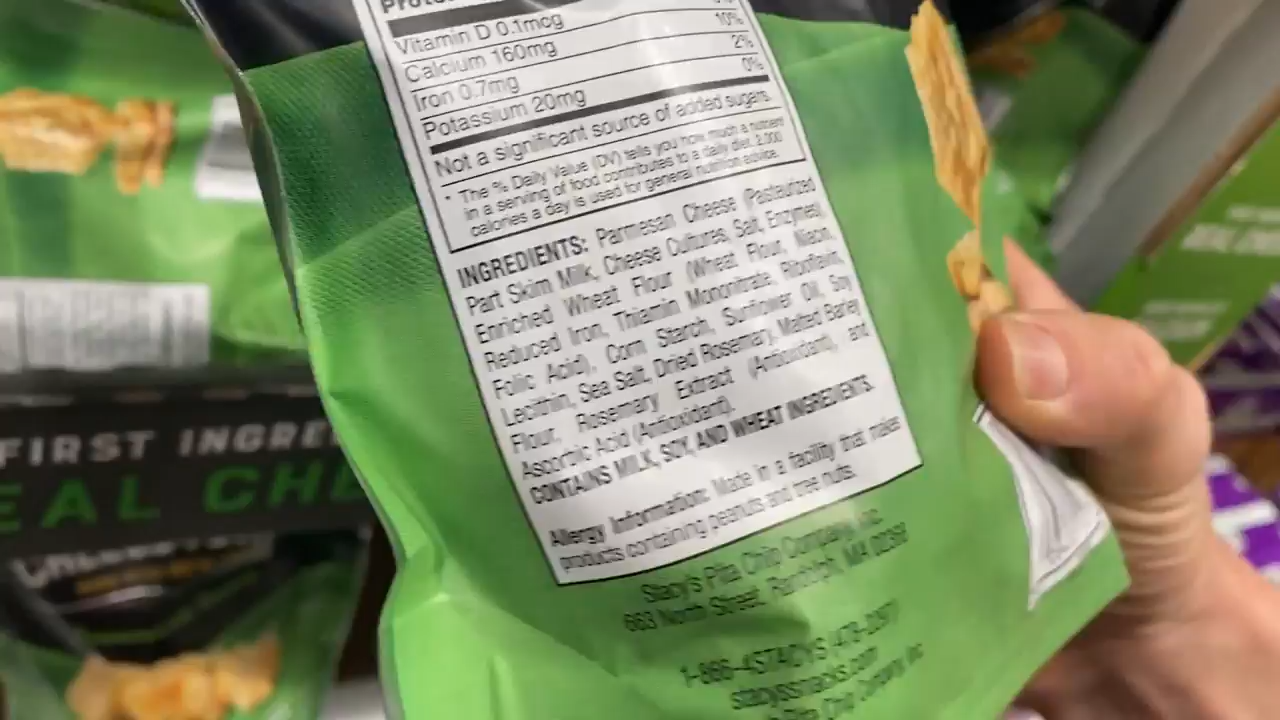 Vitamin D 0.1mcg
Calcium 160mg 10%
Iron 0.7mg 2%
Potassium 20mg 0%
Not a significant source of added sugars.
* The % Daily Value (DV) tells you how much a nutrient
in a serving of food contributes to a daily diet. 2,000
calories a day is used for general nutrition advice.
INGREDIENTS: Parmesan Cheese (Pasteurized
Part Skim Milk, Cheese Cultures, Salt, Enzymes),
Enriched Wheat Flour (Wheat Flour, Niacin,
Reduced Iron, Thiamin Mononitrate, Riboflavin,
Folic Acid), Corn Starch, Sunflower Oil, Soy
Lecithin, Sea Salt, Dried Rosemary), Malted Barley
Flour, Rosemary Extract (Antioxidant), and
Ascorbic Acid (Antioxidant).
CONTAINS MILK, SOY, AND WHEAT INGREDIENTS.
Allergy Information: Made in a facility that makes
products containing peanuts and tree nuts.
Stacy's Pita Chip Company, Inc.
663 North Street, Randolph, MA 02368
1-866-4STACYS (478-2297)
stacyssnacks.com
Pita Chip Company, Inc
FIRST INGRE
EAL CHE